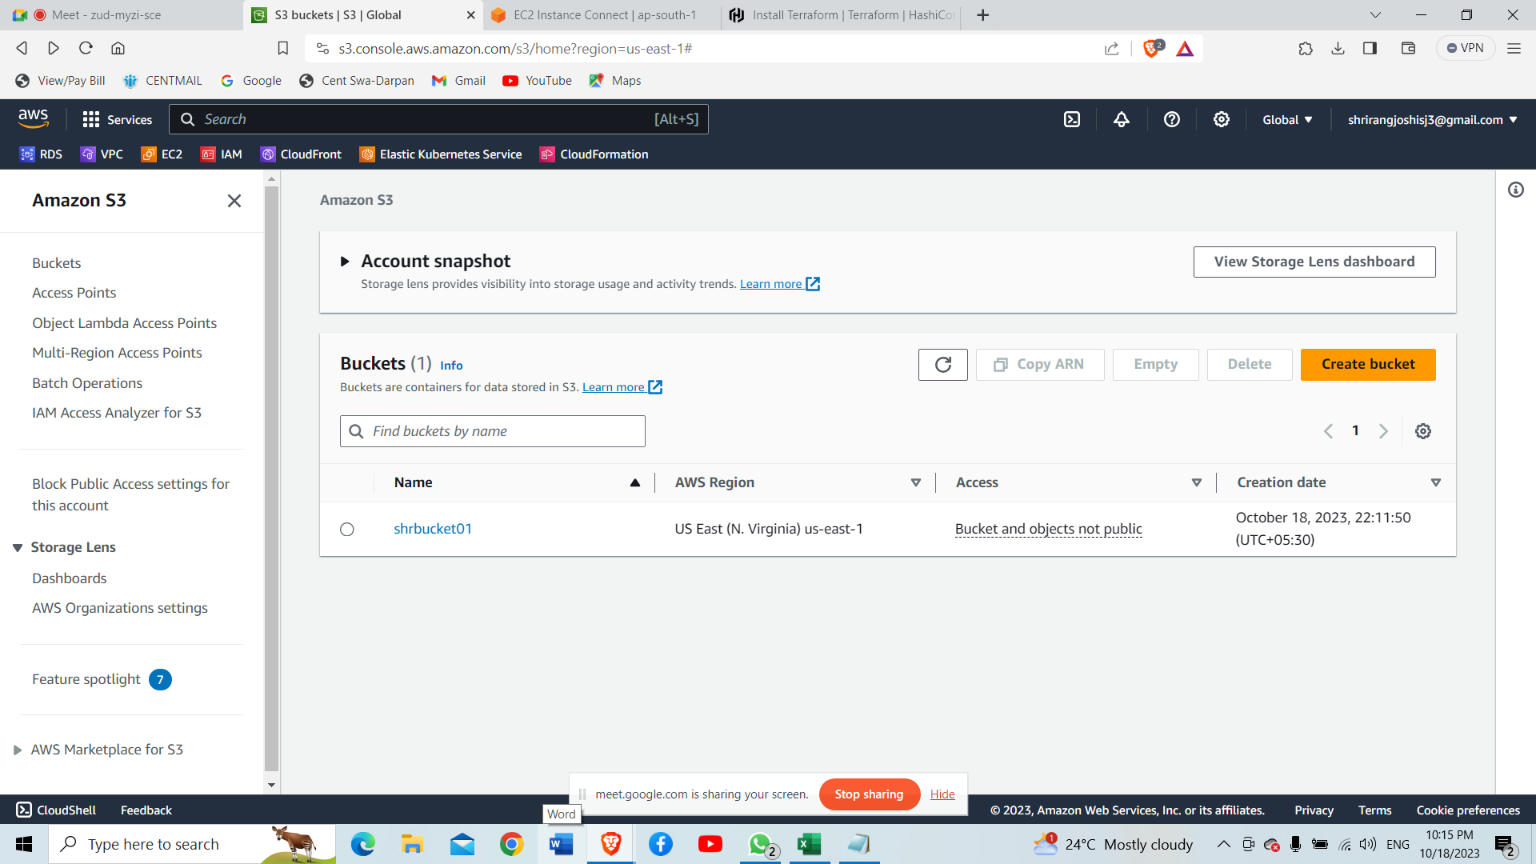 Meet - zud-myzi-sce
S3 buckets | S3 | Global
EC2 Instance Connect | ap-south-1
Install Terraform | Terraform | HashiCo
s3.console.aws.amazon.com/s3/home?region=us-east-1#
2
VPN
View/Pay Bill
CENTMAIL
Google
Cent Swa-Darpan
Gmail
YouTube
Maps
aws
Services
Search
[Alt+S]
Global
shrirangjoshisj3@gmail.com
RDS
VPC
EC2
IAM
CloudFront
Elastic Kubernetes Service
CloudFormation
Amazon S3
Buckets
Access Points
Object Lambda Access Points
Multi-Region Access Points
Batch Operations
IAM Access Analyzer for S3
Block Public Access settings for
this account
Storage Lens
Dashboards
AWS Organizations settings
Feature spotlight 7
AWS Marketplace for S3
Amazon S3
Account snapshot
Storage lens provides visibility into storage usage and activity trends. Learn more
View Storage Lens dashboard
Buckets (1) Info
Buckets are containers for data stored in S3. Learn more
Copy ARN
Empty
Delete
Create bucket
Find buckets by name
1
Name
AWS Region
Access
Creation date
shrbucket01
US East (N. Virginia) us-east-1
Bucket and objects not public
October 18, 2023, 22:11:50
(UTC+05:30)
meet.google.com is sharing your screen.
Stop sharing
Hide
Word
CloudShell
Feedback
© 2023, Amazon Web Services, Inc. or its affiliates.
Privacy
Terms
Cookie preferences
Type here to search
2
1
24°C Mostly cloudy
ENG
10:15 PM
10/18/2023
2